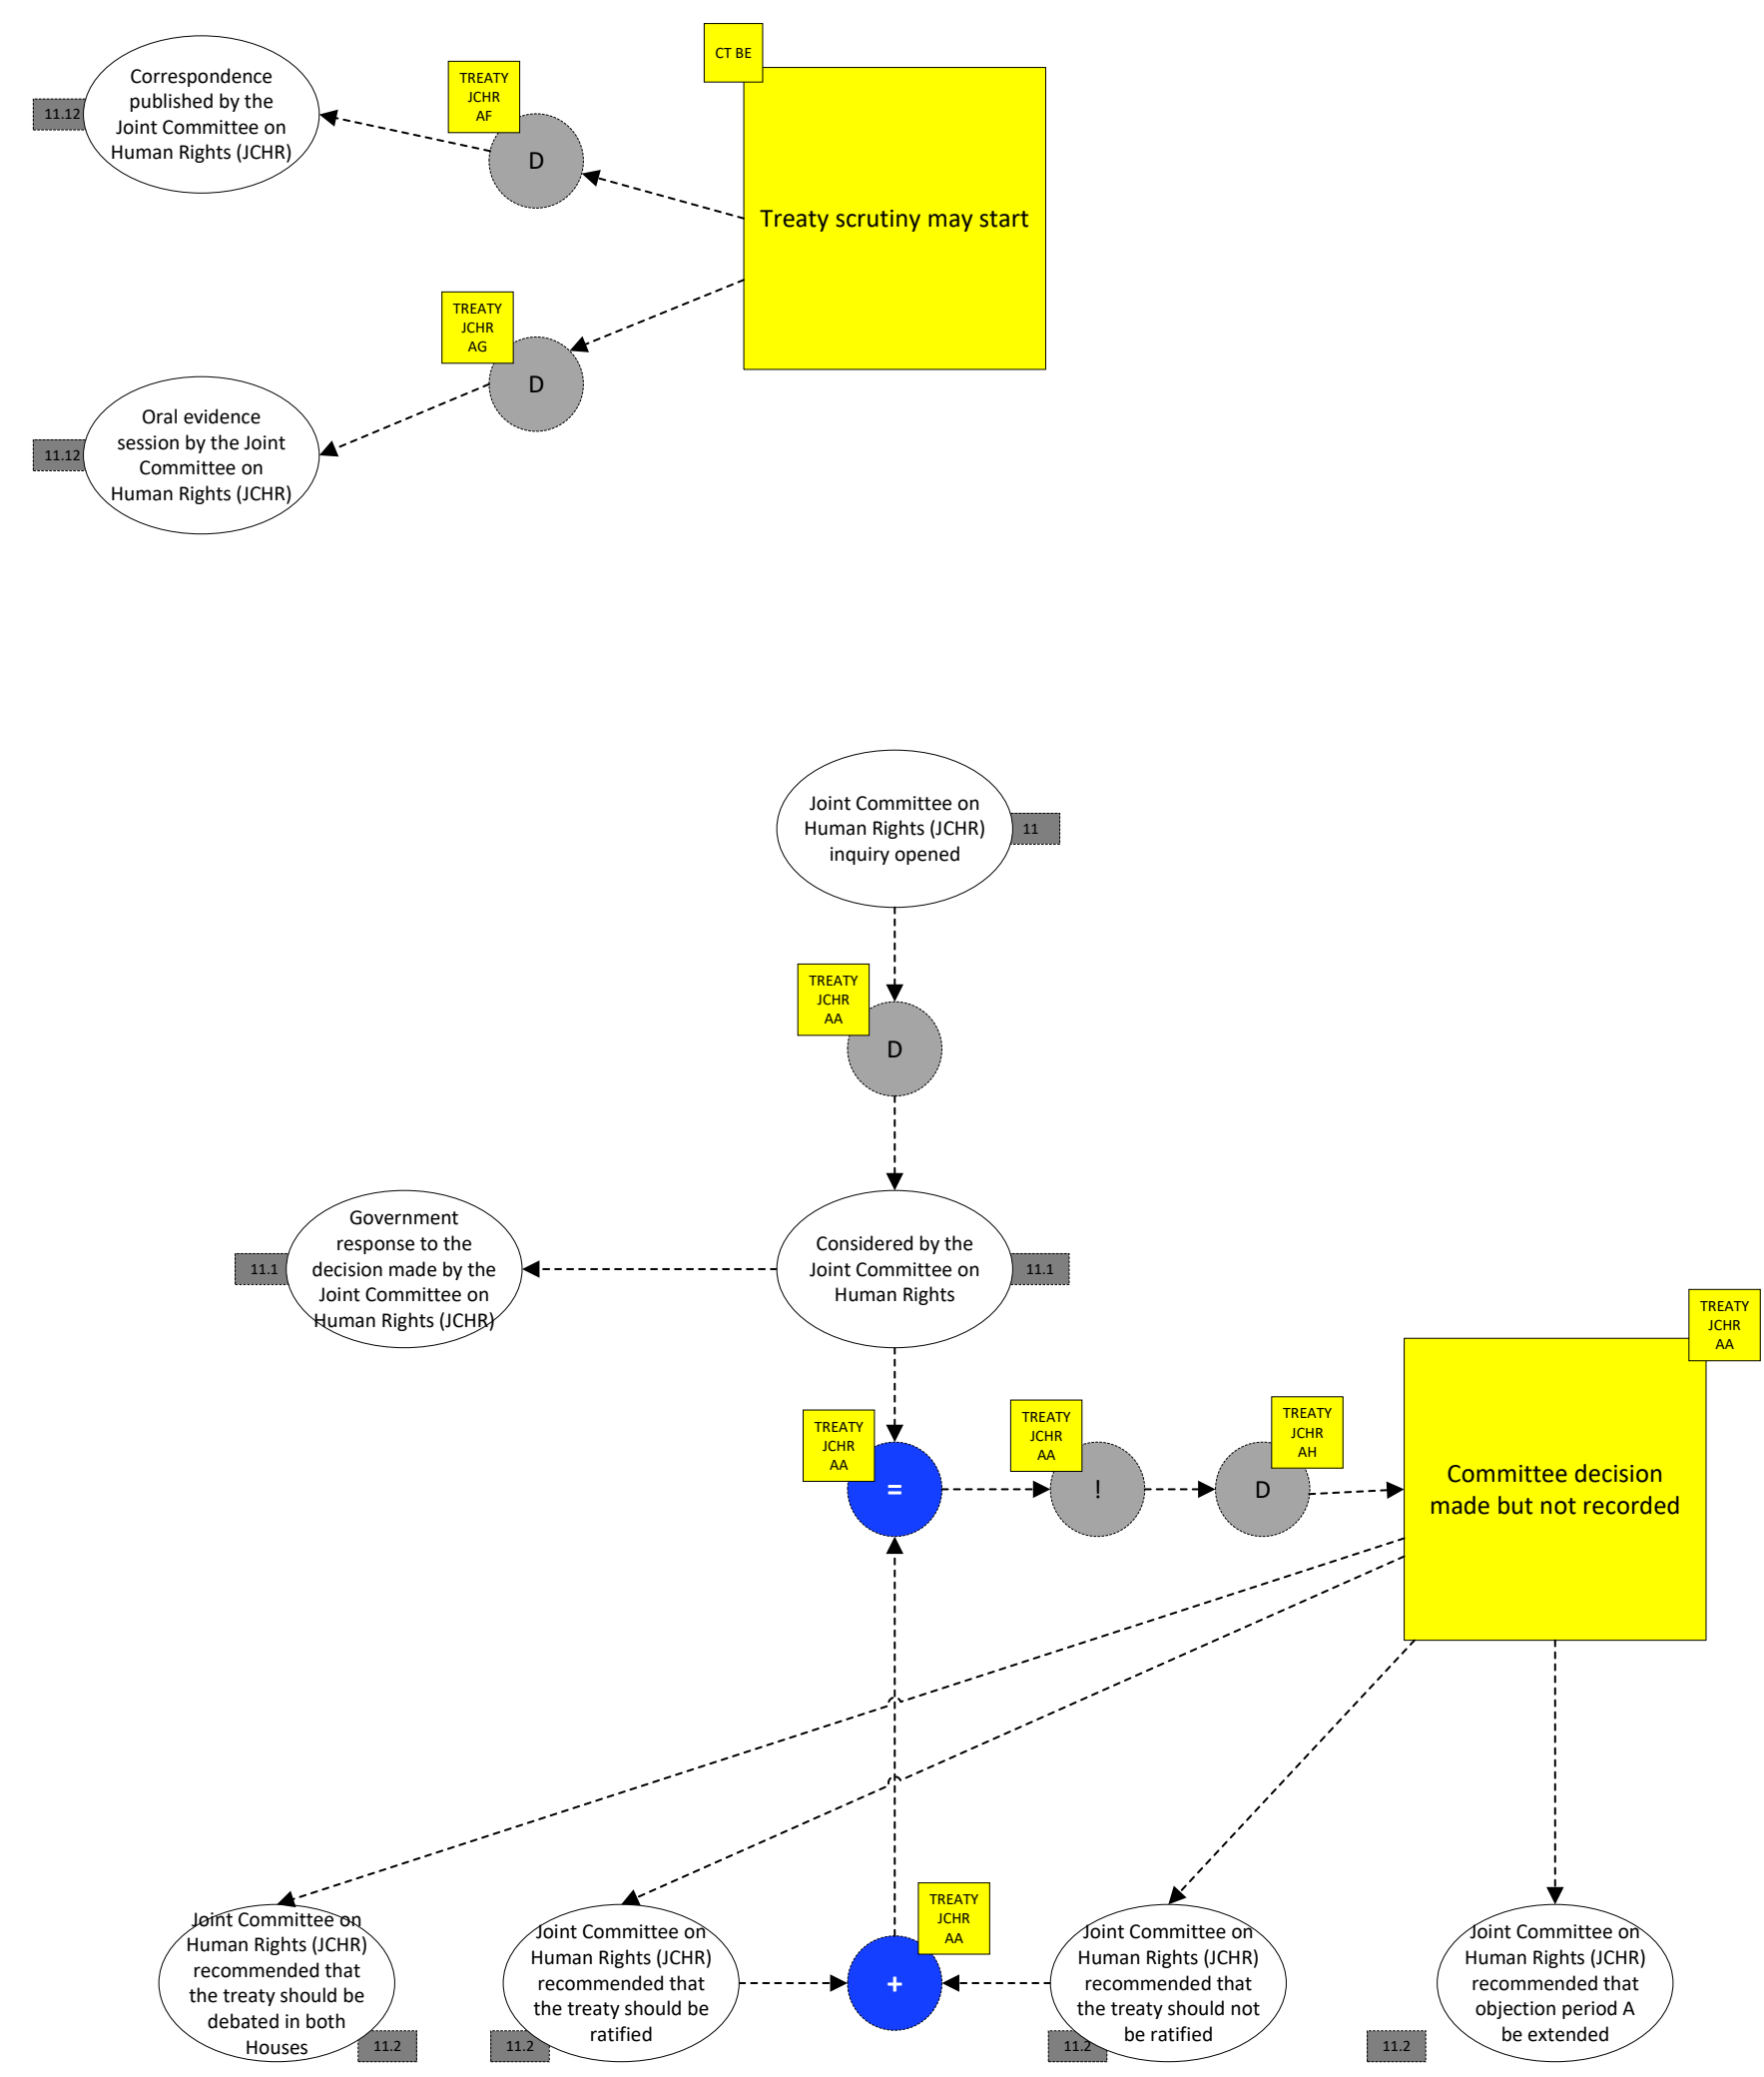 CT BE
Correspondence
published by the
Joint Committee on
Human Rights (JCHR)
11.12
TREATY
JCHR
AF
D
Treaty scrutiny may start
TREATY
JCHR
AG
D
Oral evidence
session by the Joint
Committee on
Human Rights (JCHR)
11.12
Joint Committee on
Human Rights (JCHR)
inquiry opened
11
TREATY
JCHR
AA
D
Government
response to the
decision made by the
Joint Committee on
Human Rights (JCHR)
11.1
Considered by the
Joint Committee on
Human Rights
11.1
TREATY
JCHR
AA
=
TREATY
JCHR
AA
!
TREATY
JCHR
AH
D
TREATY
JCHR
AA
Committee decision
made but not recorded
Joint Committee on
Human Rights (JCHR)
recommended that
the treaty should be
debated in both
Houses
11.2
Joint Committee on
Human Rights (JCHR)
recommended that
the treaty should be
ratified
11.2
TREATY
JCHR
AA
+
Joint Committee on
Human Rights (JCHR)
recommended that
the treaty should not
be ratified
11.2
Joint Committee on
Human Rights (JCHR)
recommended that
objection period A
be extended
11.2